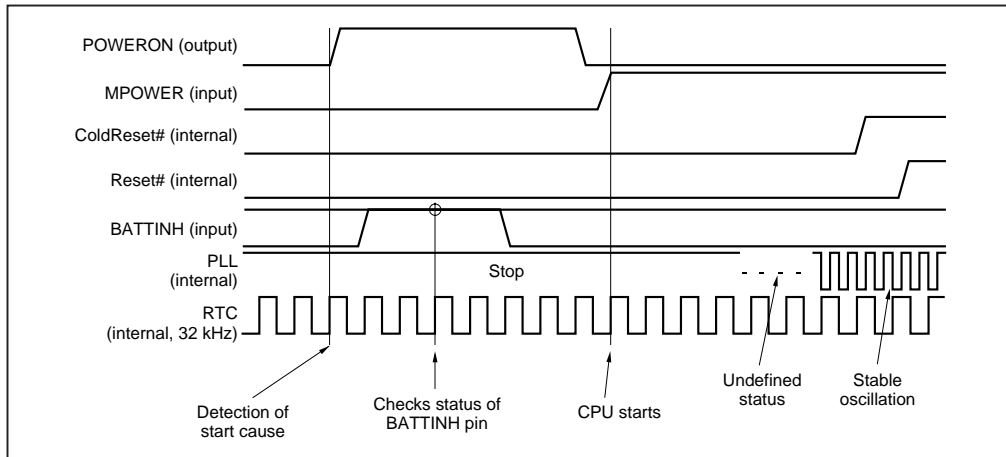 POWERON (output)
MPOWER (input)
ColdReset# (internal)
Reset# (internal)
BATTINH (input)
PLL
(internal)
Stop
RTC
(internal, 32 kHz)
Detection of
start cause
Checks status of
BATTINH pin
CPU starts
Undefined
status
Stable
oscillation